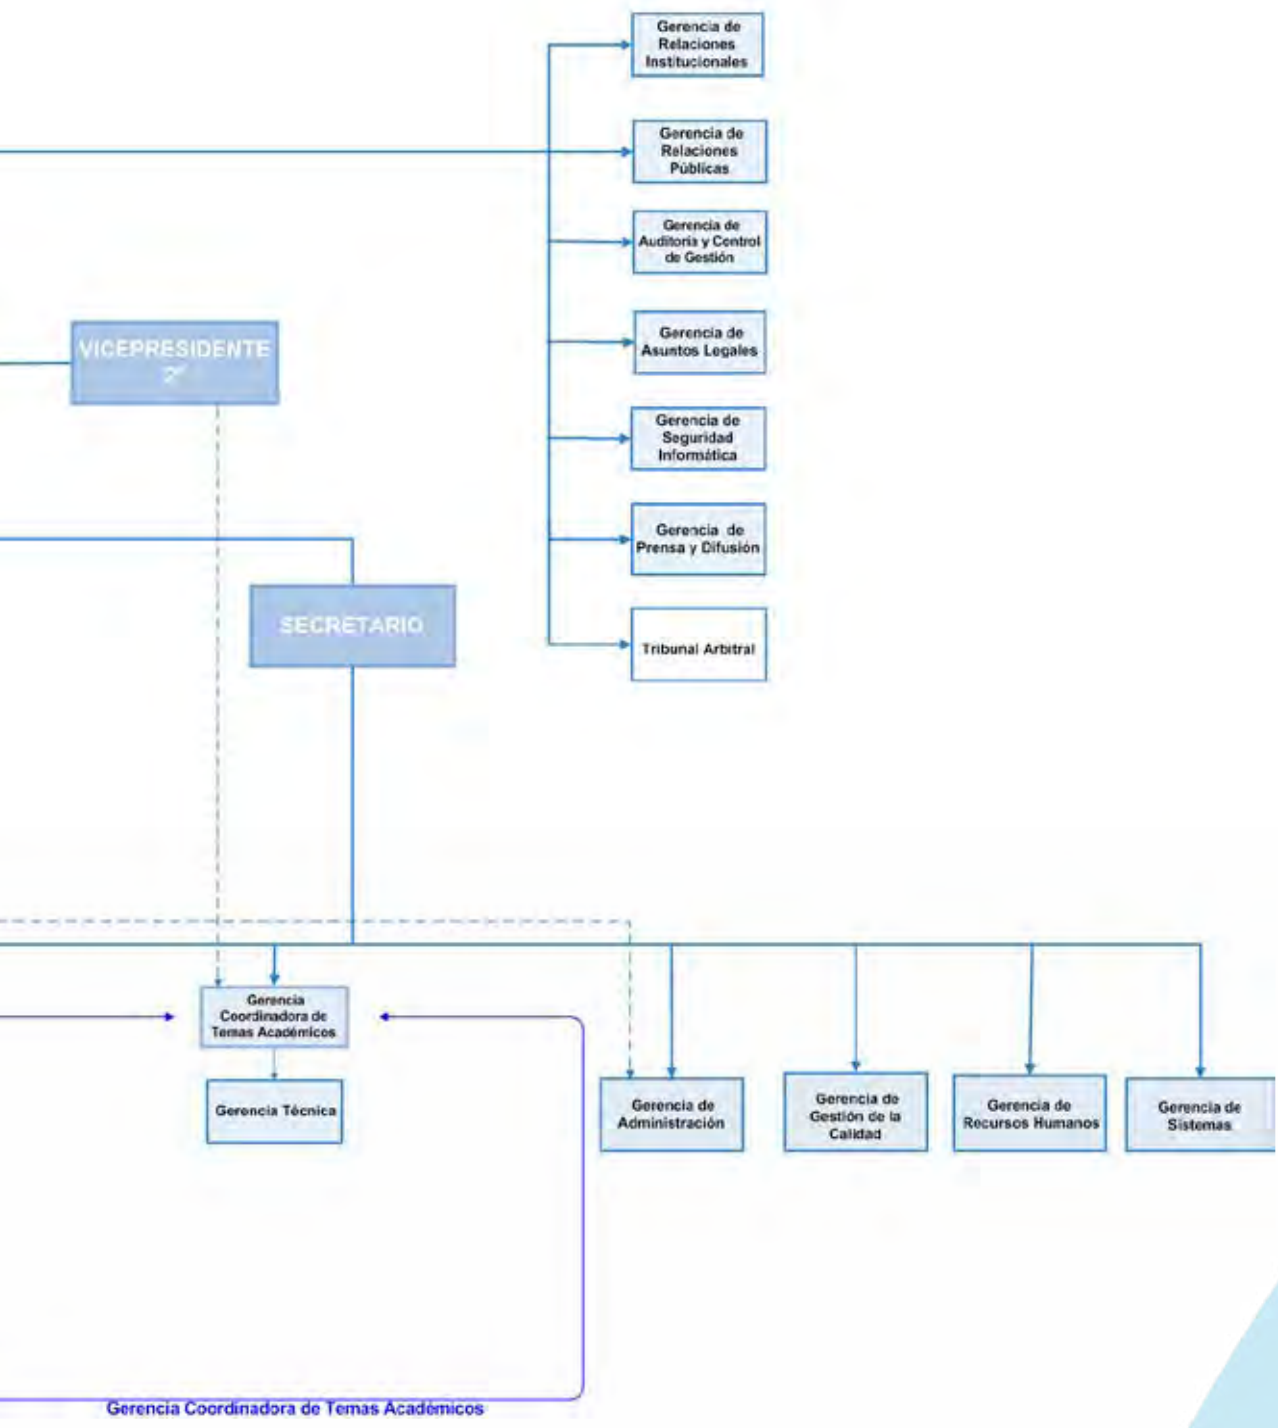 Gerencia de
Relaciones
Institucionales
Gerencia de
Relaciones
Públicas
Gerencia de
Auditoría y Control
de Gestión
VICEPRESIDENTE
2°
Gerencia de
Asuntos Legales
Gerencia de
Seguridad
Informática
Gerencia de
Prensa y Difusión
SECRETARIO
Tribunal Arbitral
Gerencia
Coordinadora de
Temas Académicos
Gerencia Técnica
Gerencia de
Administración
Gerencia de
Gestión de la
Calidad
Gerencia de
Recursos Humanos
Gerencia de
Sistemas
Gerencia Coordinadora de Temas Académicos